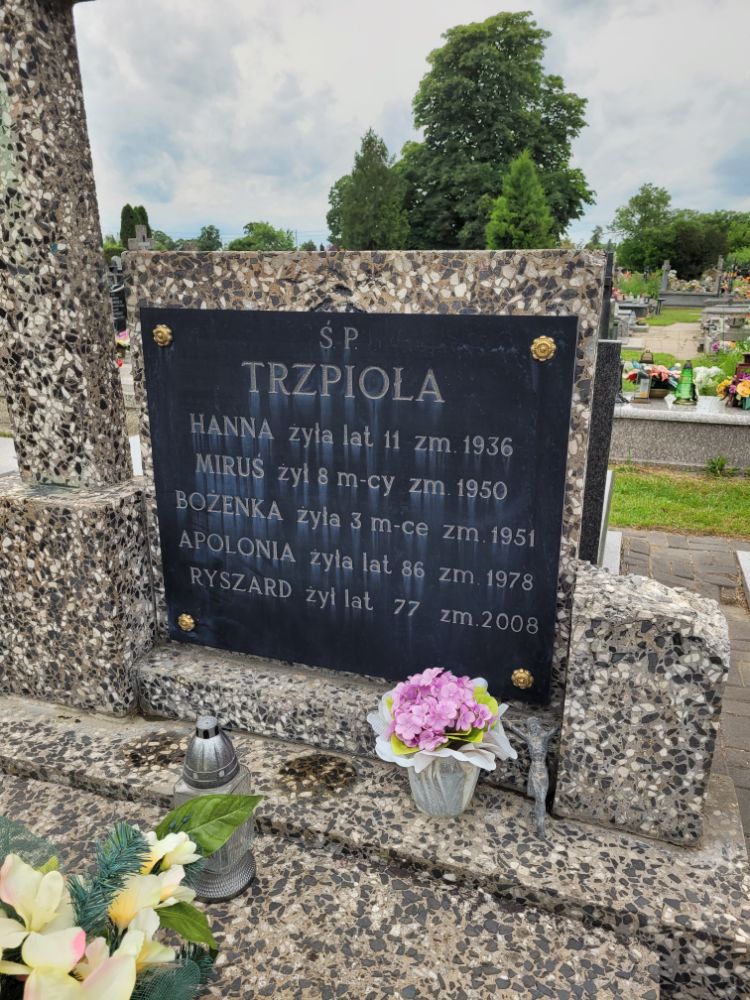 Ś.P.
TRZPIOŁA
HANNA żyła lat 11 zm. 1936
MIRUŚ żył 8 m-cy zm. 1950
BOŻENKA żyła 3 m-ce zm. 1951
APOLONIA żyła lat 86 zm. 1978
RYSZARD żył lat 77 zm. 2008